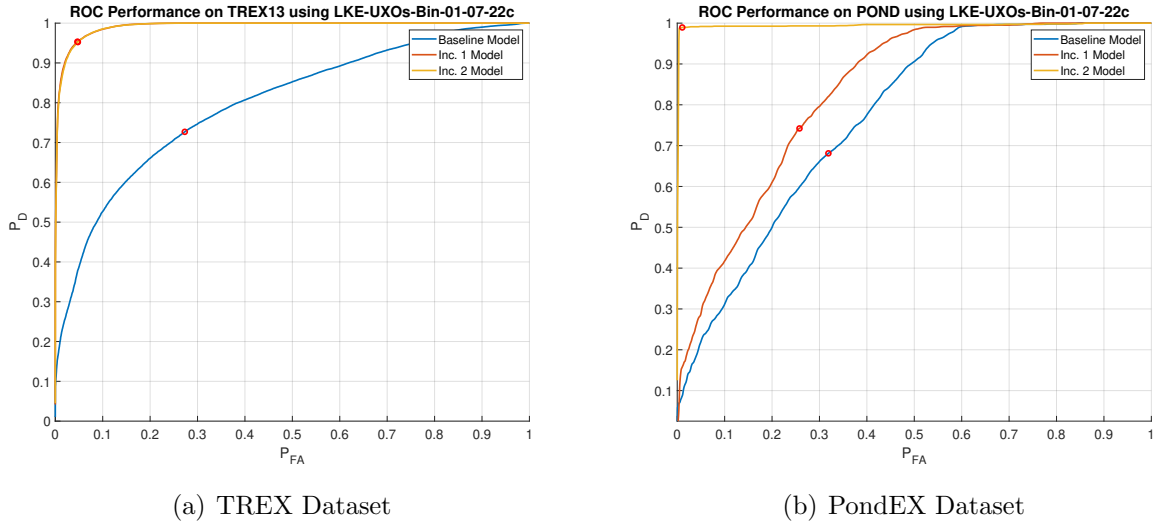 ROC Performance on TREX13 using LKE-UXOs-Bin-01-07-22c
Baseline Model
Inc. 1 Model
Inc. 2 Model
P_D
1
0.9
0.8
0.7
0.6
0.5
0.4
0.3
0.2
0.1
0
0 0.1 0.2 0.3 0.4 0.5 0.6 0.7 0.8 0.9 1
P_FA
(a) TREX Dataset
ROC Performance on POND using LKE-UXOs-Bin-01-07-22c
Baseline Model
Inc. 1 Model
Inc. 2 Model
P_D
1
0.9
0.8
0.7
0.6
0.5
0.4
0.3
0.2
0.1
0 0.1 0.2 0.3 0.4 0.5 0.6 0.7 0.8 0.9 1
P_FA
(b) PondEX Dataset